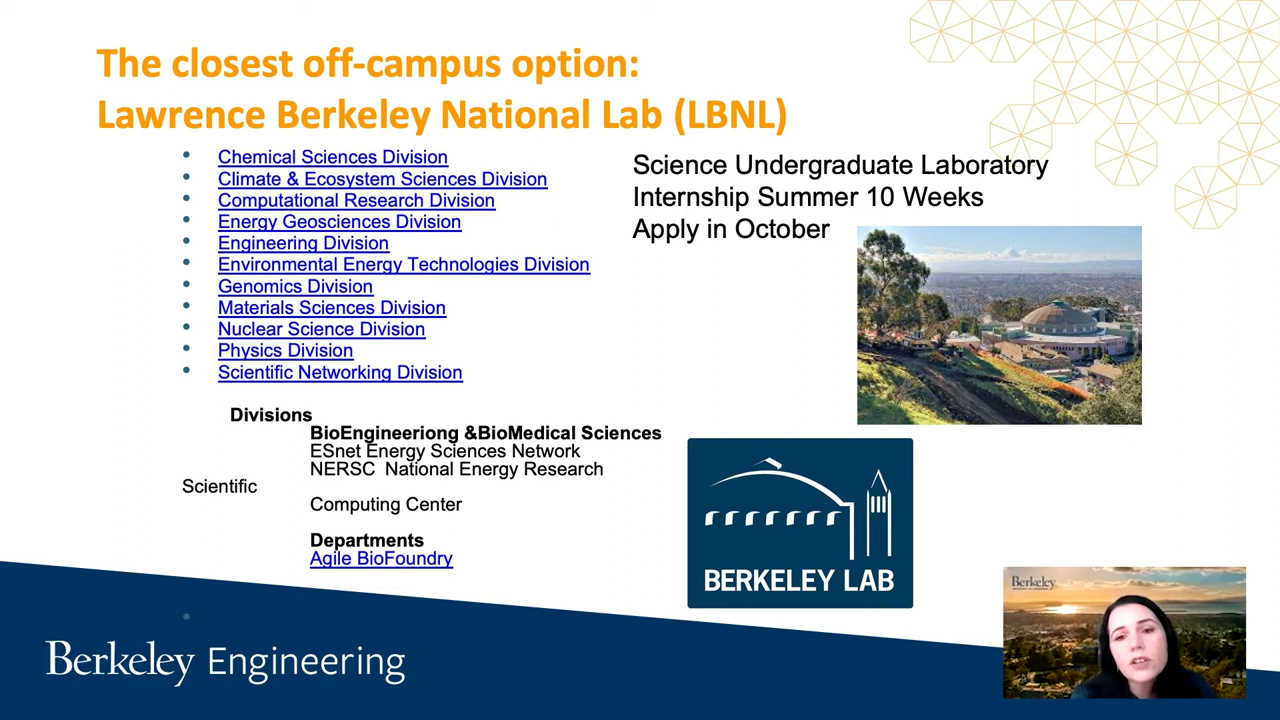 The closest off-campus option:
Lawrence Berkeley National Lab (LBNL)
Chemical Sciences Division
Climate & Ecosystem Sciences Division
Computational Research Division
Energy Geosciences Division
Engineering Division
Environmental Energy Technologies Division
Genomics Division
Materials Sciences Division
Nuclear Science Division
Physics Division
Scientific Networking Division
Science Undergraduate Laboratory
Internship Summer 10 Weeks
Apply in October
Divisions
BioEngineeriong &BioMedical Sciences
ESnet Energy Sciences Network
NERSC National Energy Research
Scientific
Computing Center
Departments
Agile BioFoundry
BERKELEY LAB
Berkeley Engineering
Berkeley